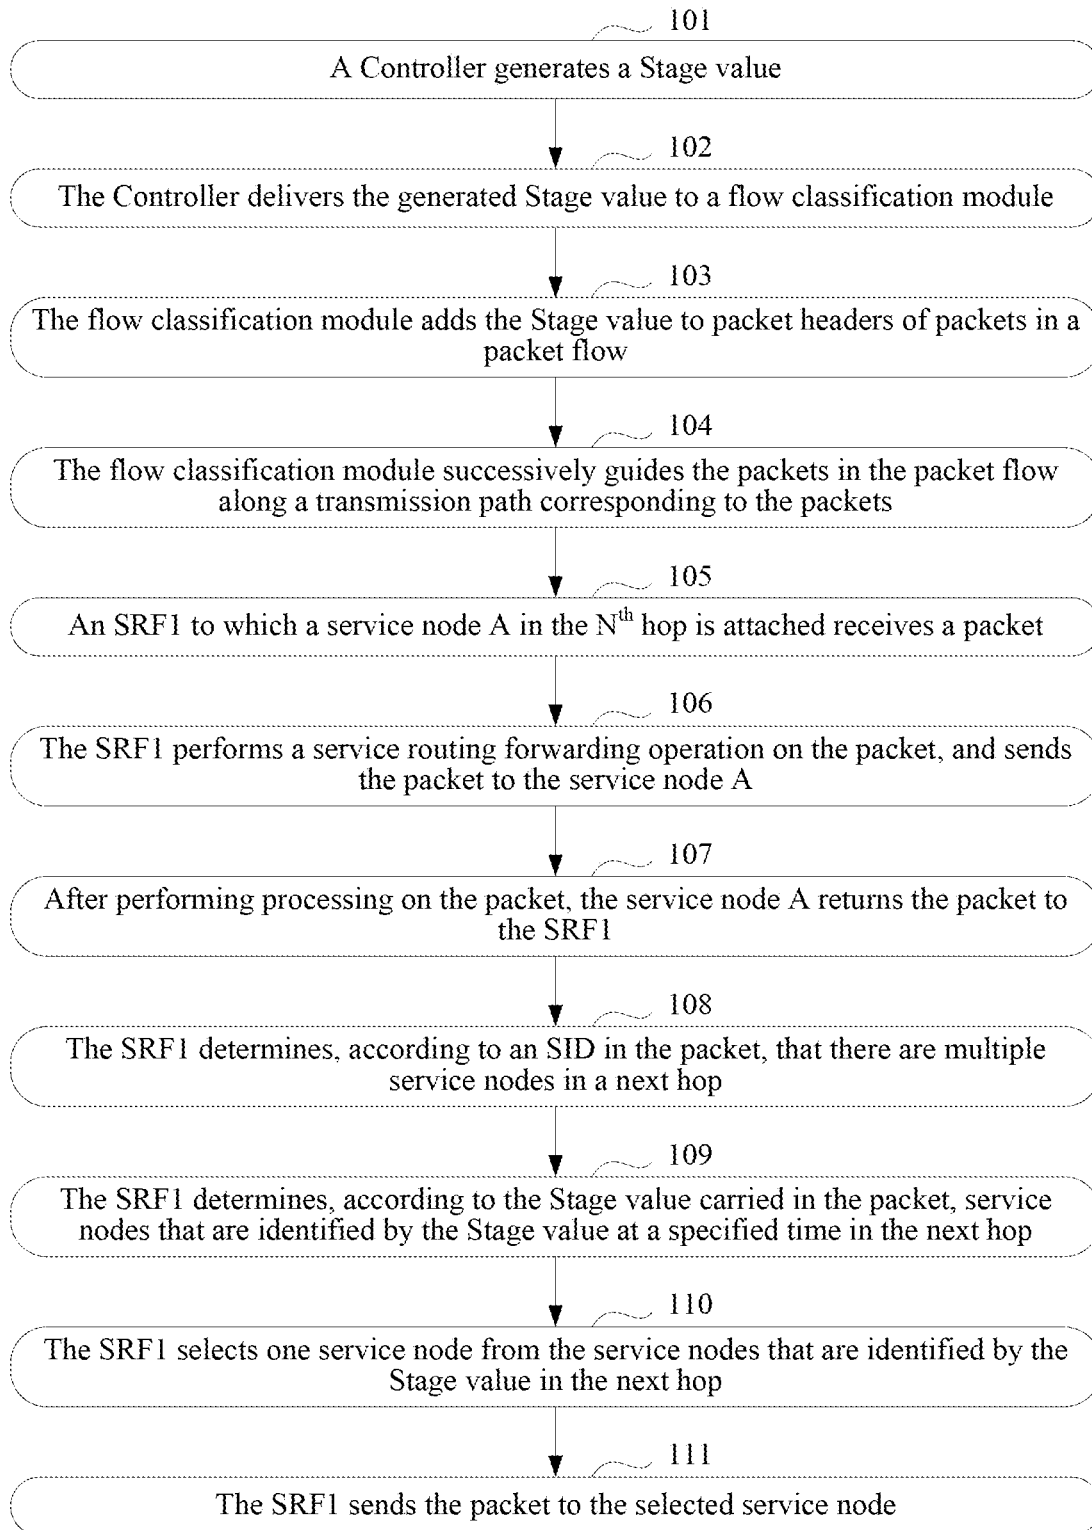 101
A Controller generates a Stage value
102
The Controller delivers the generated Stage value to a flow classification module
103
The flow classification module adds the Stage value to packet headers of packets in a
packet flow
104
The flow classification module successively guides the packets in the packet flow
along a transmission path corresponding to the packets
105
An SRF1 to which a service node A in the Nth hop is attached receives a packet
106
The SRF1 performs a service routing forwarding operation on the packet, and sends
the packet to the service node A
107
After performing processing on the packet, the service node A returns the packet to
the SRF1
108
The SRF1 determines, according to an SID in the packet, that there are multiple
service nodes in a next hop
109
The SRF1 determines, according to the Stage value carried in the packet, service
nodes that are identified by the Stage value at a specified time in the next hop
110
The SRF1 selects one service node from the service nodes that are identified by the
Stage value in the next hop
111
The SRF1 sends the packet to the selected service node